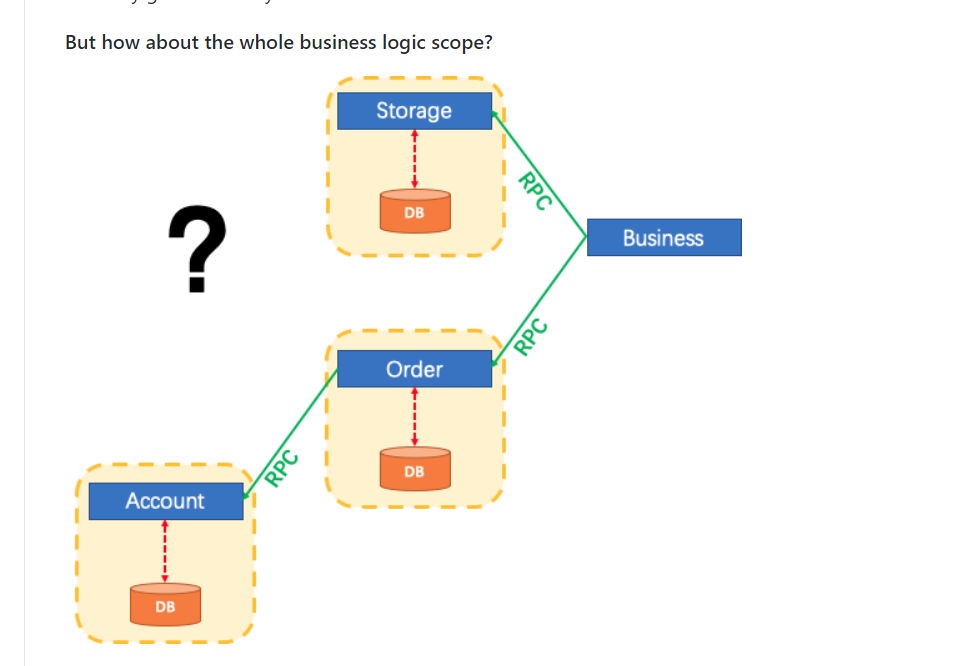 But how about the whole business logic scope?
Storage
RPC
DB
?
Business
RPC
Order
RPC
DB
Account
DB